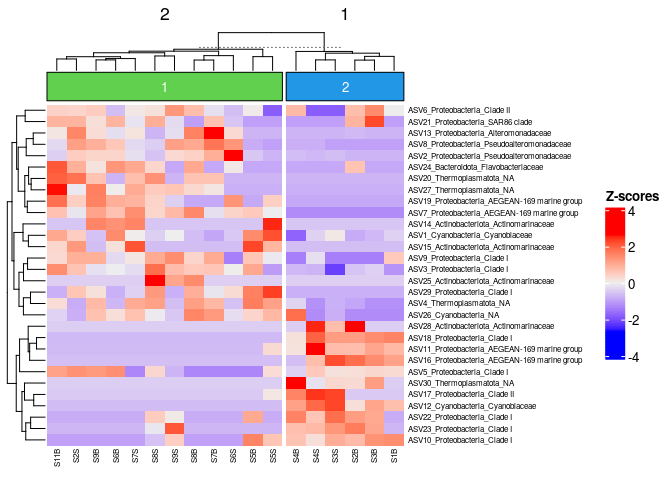 2 1
1 2
ASV6_Proteobacteria_Clade II
ASV21_Proteobacteria_SAR86 clade
ASV13_Proteobacteria_Alteromonadaceae
ASV8_Proteobacteria_Pseudoalteromonadaceae
ASV2_Proteobacteria_Pseudoalteromonadaceae
ASV24_Bacteroidota_Flavobacteriaceae
ASV20_Thermoplasmatota_NA
ASV27_Thermoplasmatota_NA
ASV19_Proteobacteria_AEGEAN-169 marine group
ASV7_Proteobacteria_AEGEAN-169 marine group
ASV14_Actinobacteriota_Actinomarinaceae
ASV1_Cyanobacteria_Cyanobiaceae
ASV15_Actinobacteriota_Actinomarinaceae
ASV9_Proteobacteria_Clade I
ASV3_Proteobacteria_Clade I
ASV25_Actinobacteriota_Actinomarinaceae
ASV29_Proteobacteria_Clade I
ASV4_Thermoplasmatota_NA
ASV26_Cyanobacteria_NA
ASV28_Actinobacteriota_Actinomarinaceae
ASV18_Proteobacteria_Clade I
ASV11_Proteobacteria_AEGEAN-169 marine group
ASV16_Proteobacteria_AEGEAN-169 marine group
ASV5_Proteobacteria_Clade I
ASV30_Thermoplasmatota_NA
ASV17_Proteobacteria_Clade II
ASV12_Cyanobacteria_Cyanobiaceae
ASV22_Proteobacteria_Clade I
ASV23_Proteobacteria_Clade I
ASV10_Proteobacteria_Clade I
S11B S2S S9B S6B S7S S8S S9S S8B S7B S6S S5B S5S S4B S4S S3S S2B S3B S1B
Z-scores
4
2
0
-2
-4